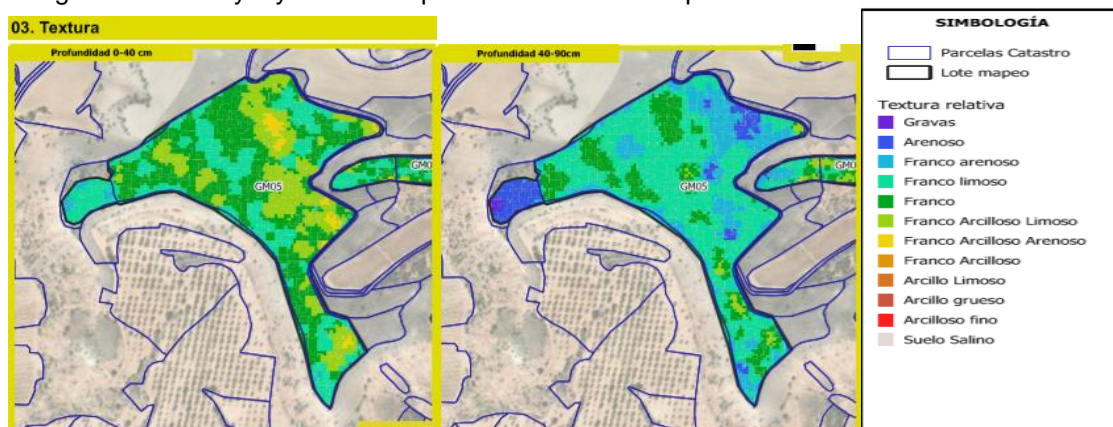 03. Textura
Profundidad 0-40 cm
Profundidad 40-90cm
GM05
GM0
GM05
GM0
SIMBOLOGÍA
Parcelas Catastro
Lote mapeo
Textura relativa
Gravas
Arenoso
Franco arenoso
Franco limoso
Franco
Franco Arcilloso Limoso
Franco Arcilloso Arenoso
Franco Arcilloso
Arcillo Limoso
Arcillo grueso
Arcilloso fino
Suelo Salino